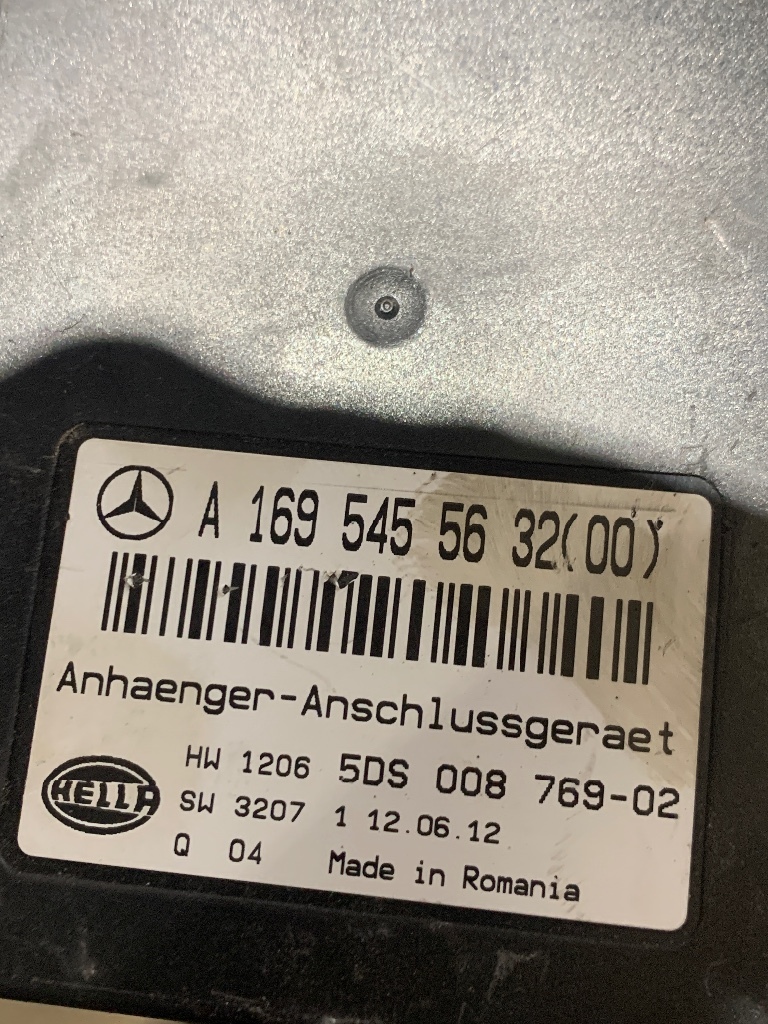 A 169 545 56 32(00)
Anhaenger-Anschlussgeraet
HELLA
HW 1206 5DS 008 769-02
SW 3207 1 12.06.12
Q 04 Made in Romania